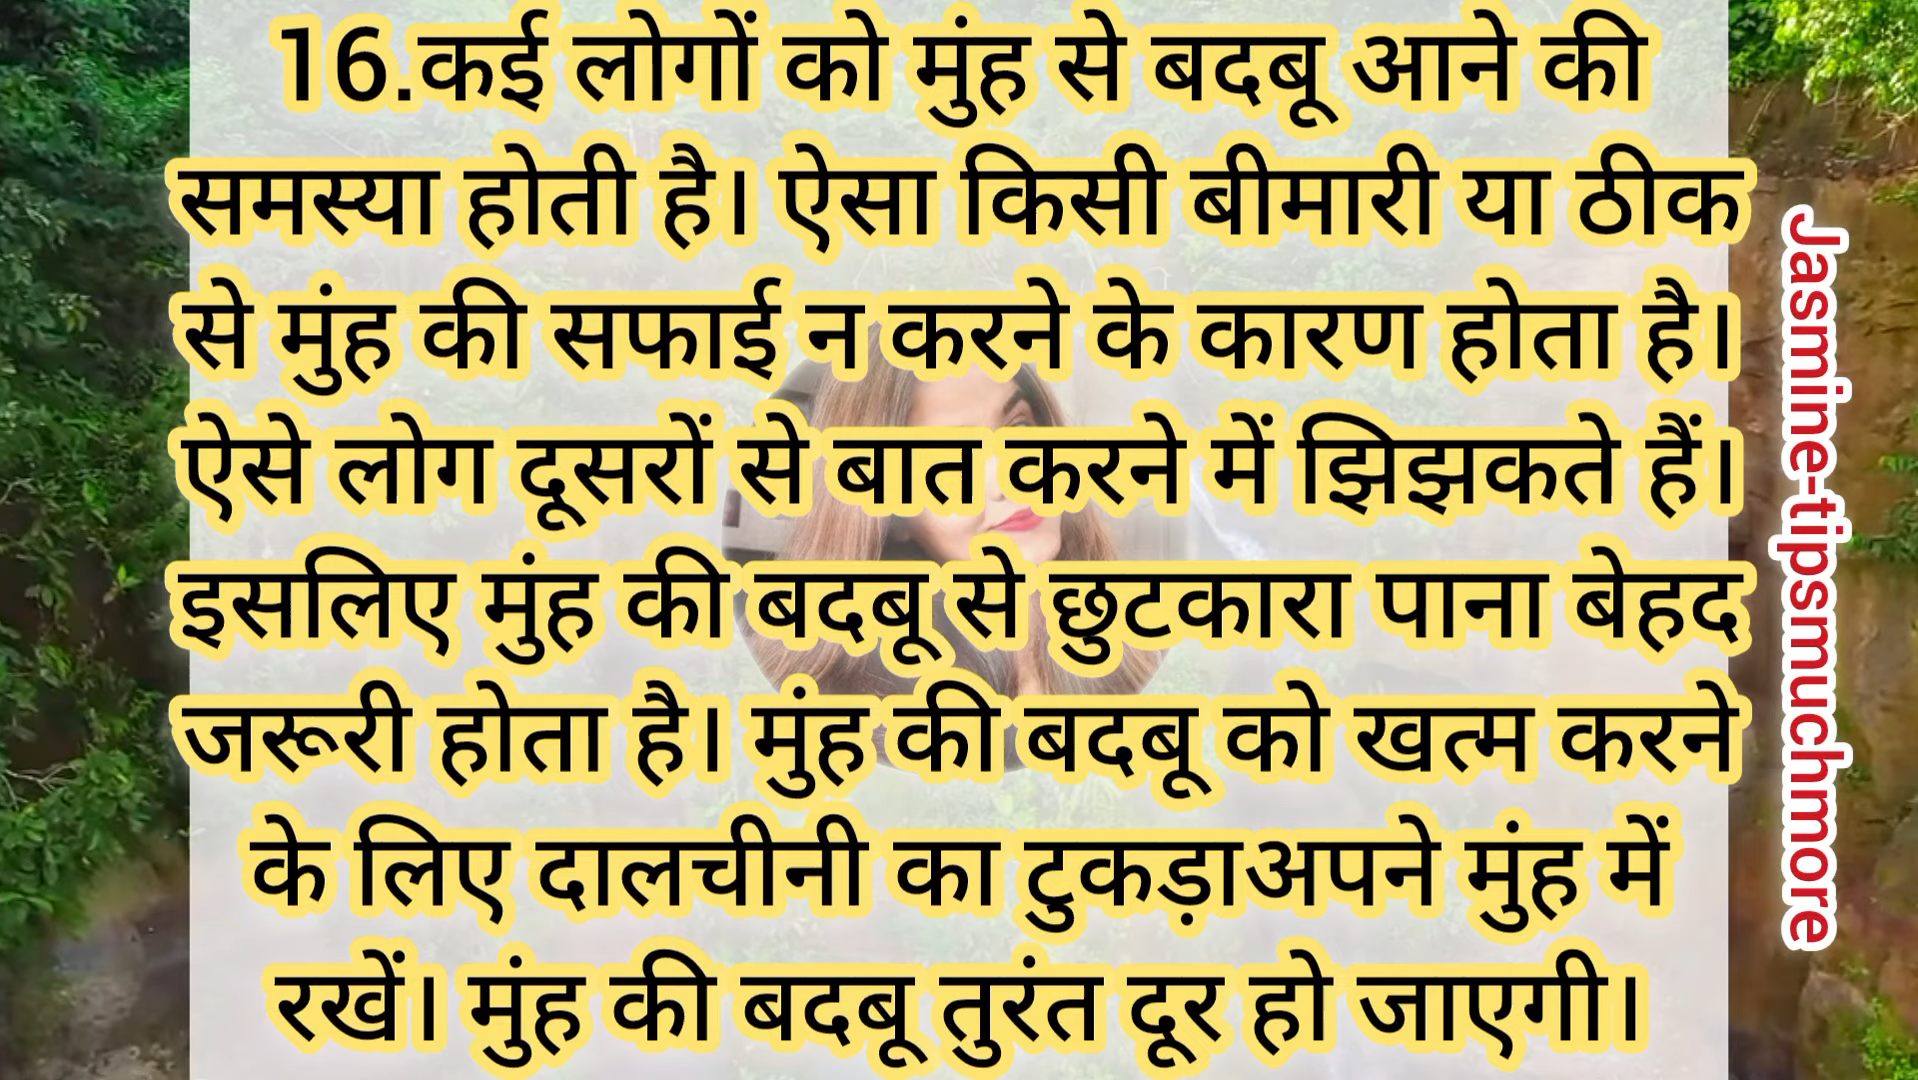 16.कई लोगों को मुंह से बदबू आने की
समस्या होती है। ऐसा किसी बीमारी या ठीक
से मुंह की सफाई न करने के कारण होता है।
ऐसे लोग दूसरों से बात करने में झिझकते हैं।
इसलिए मुंह की बदबू से छुटकारा पाना बेहद
जरूरी होता है। मुंह की बदबू को खत्म करने
के लिए दालचीनी का टुकड़ाअपने मुंह में
रखें। मुंह की बदबू तुरंत दूर हो जाएगी।
Jasmine-tipsmuchmore